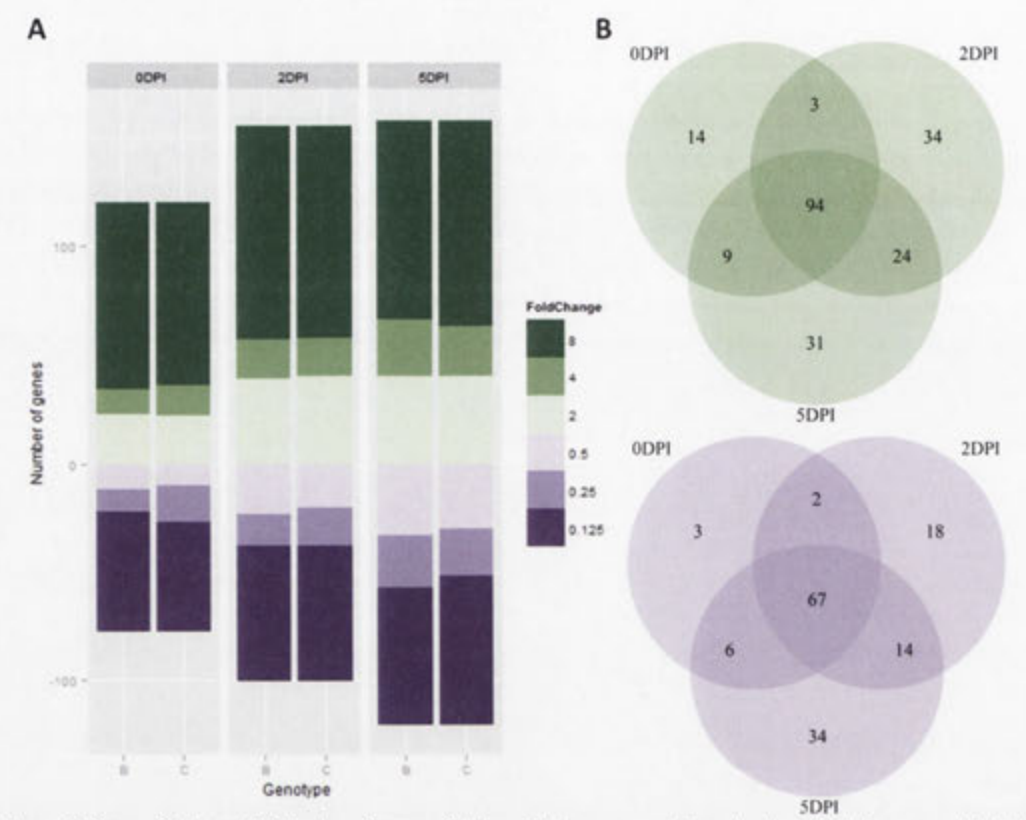 A
0DPI 2DPI 5DPI
100
0
-100
Number of genes
B C B C B C
Genotype
FoldChange
8
4
2
0.5
0.25
0.125
B
0DPI 2DPI
3
14 34
94
9 24
31
5DPI
0DPI 2DPI
2
3 18
67
6 14
34
5DPI